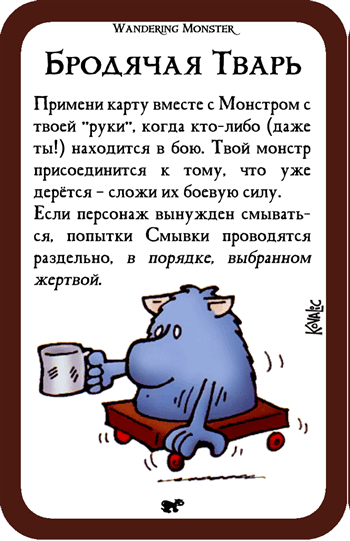 Wandering Monster
Бродячая Тварь
Примени карту вместе с Монстром с
твоей "руки", когда кто-либо (даже
ты!) находится в бою. Твой монстр
присоединится к тому, что уже
дерётся – сложи их боевую силу.
Если персонаж вынужден смывать-
ся, попытки Смывки проводятся
раздельно, в порядке, выбранном
жертвой.
Kovalic